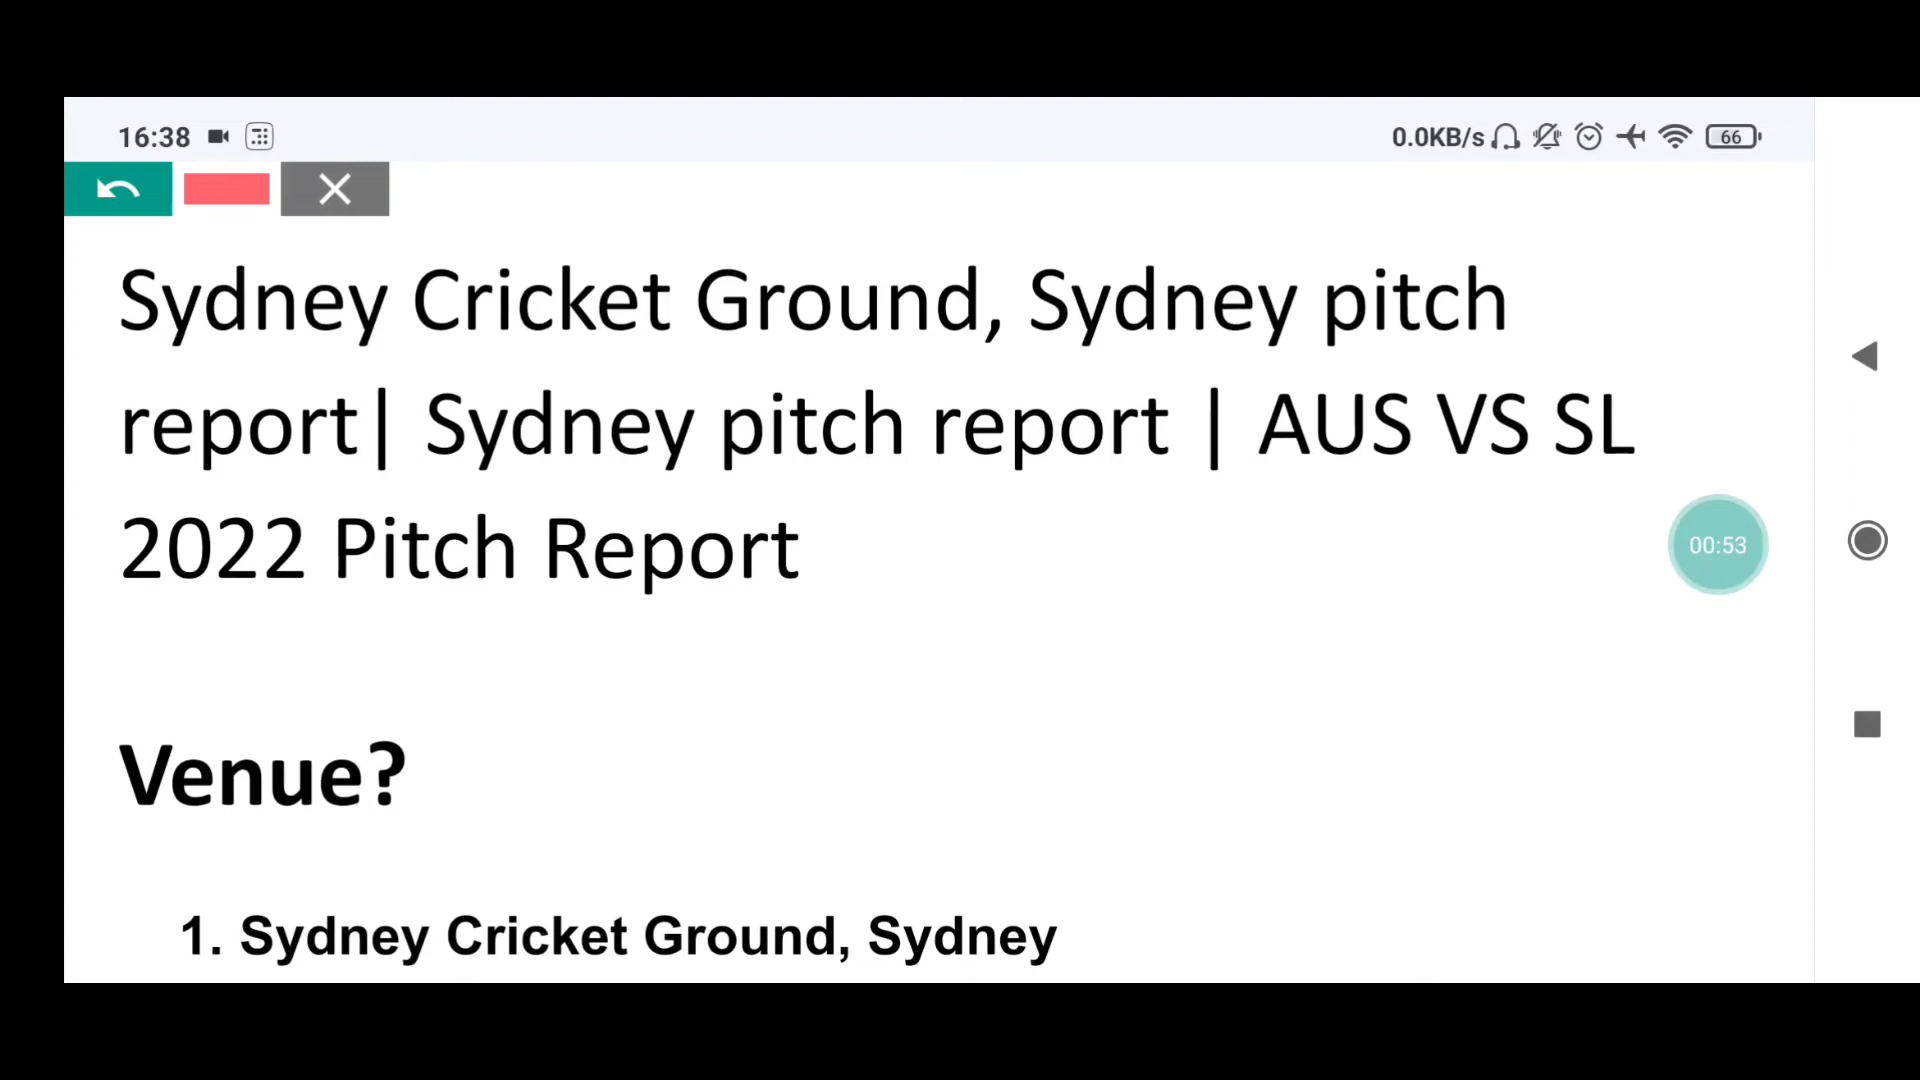 16:38
0.0KB/s
66
Sydney Cricket Ground, Sydney pitch
report| Sydney pitch report | AUS VS SL
2022 Pitch Report
00:53
Venue?
1. Sydney Cricket Ground, Sydney